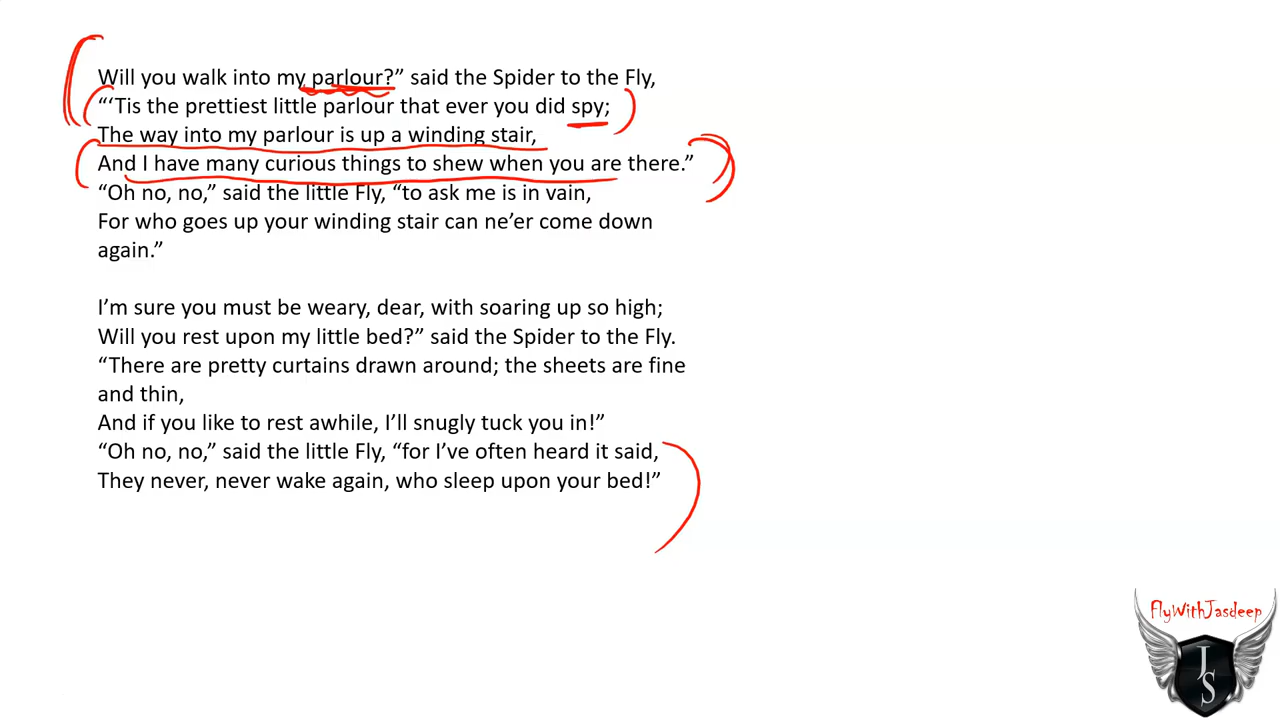 Will you walk into my parlour?” said the Spider to the Fly,
“‘Tis the prettiest little parlour that ever you did spy;
The way into my parlour is up a winding stair,
And I have many curious things to shew when you are there.”
“Oh no, no,” said the little Fly, “to ask me is in vain,
For who goes up your winding stair can ne’er come down
again.”
I’m sure you must be weary, dear, with soaring up so high;
Will you rest upon my little bed?” said the Spider to the Fly.
“There are pretty curtains drawn around; the sheets are fine
and thin,
And if you like to rest awhile, I’ll snugly tuck you in!”
“Oh no, no,” said the little Fly, “for I’ve often heard it said,
They never, never wake again, who sleep upon your bed!”
FlyWithJasdeep
JS